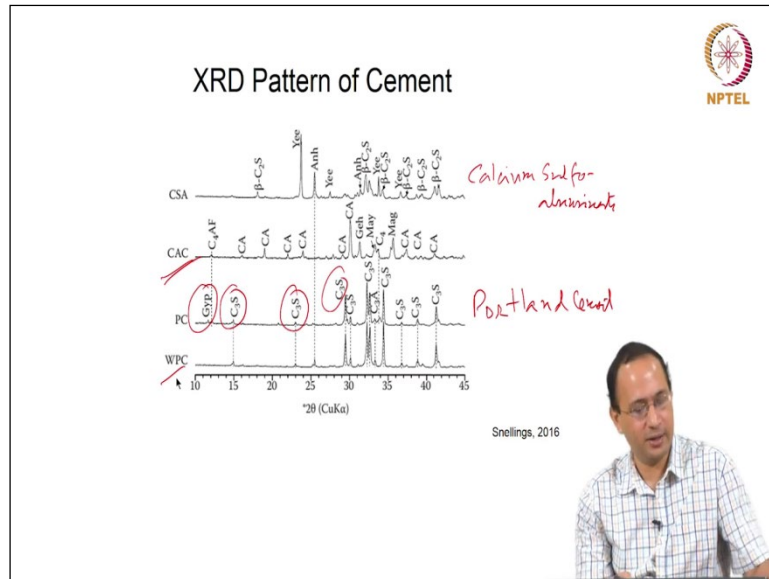 XRD Pattern of Cement
NPTEL
Yee
β-C₂S
Anh
Yee
Anh
β-C₂S
Yee
β-C₂S
Yee
β-C₂S
β-C₂S
β-C₂S
CSA
Calcium Sulfo-
aluminate
C₄AF
CA
CA
CA
CA
CA
CA
Geh
May
C₄
Mag
CA
CA
CA
CAC
Gyp
C₃S
C₃S
C₃S
C₃S
C₃S
C₃A
C₃S
C₃S
C₃S
C₃S
PC
Portland Cement
WPC
10 15 20 25 30 35 40 45
°2θ (CuKα)
Snellings, 2016